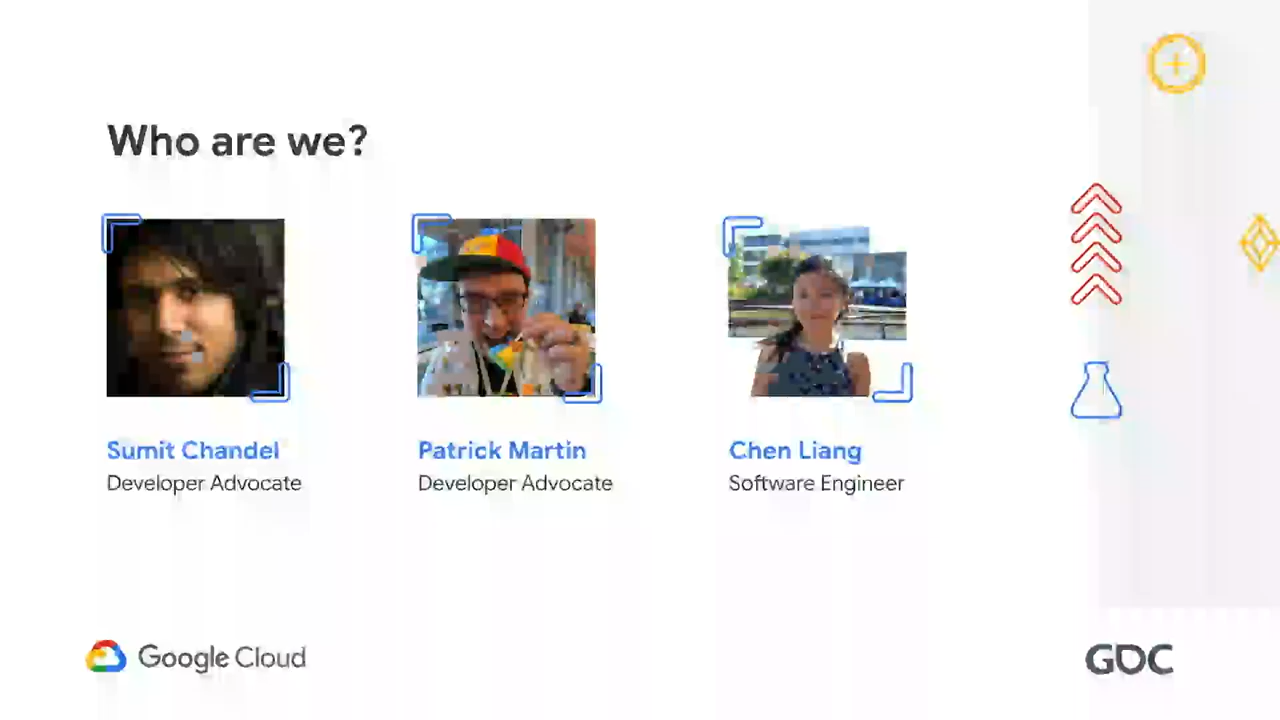 Who are we?
Sumit Chandel
Developer Advocate
Patrick Martin
Developer Advocate
Chen Liang
Software Engineer
Google Cloud
GDC